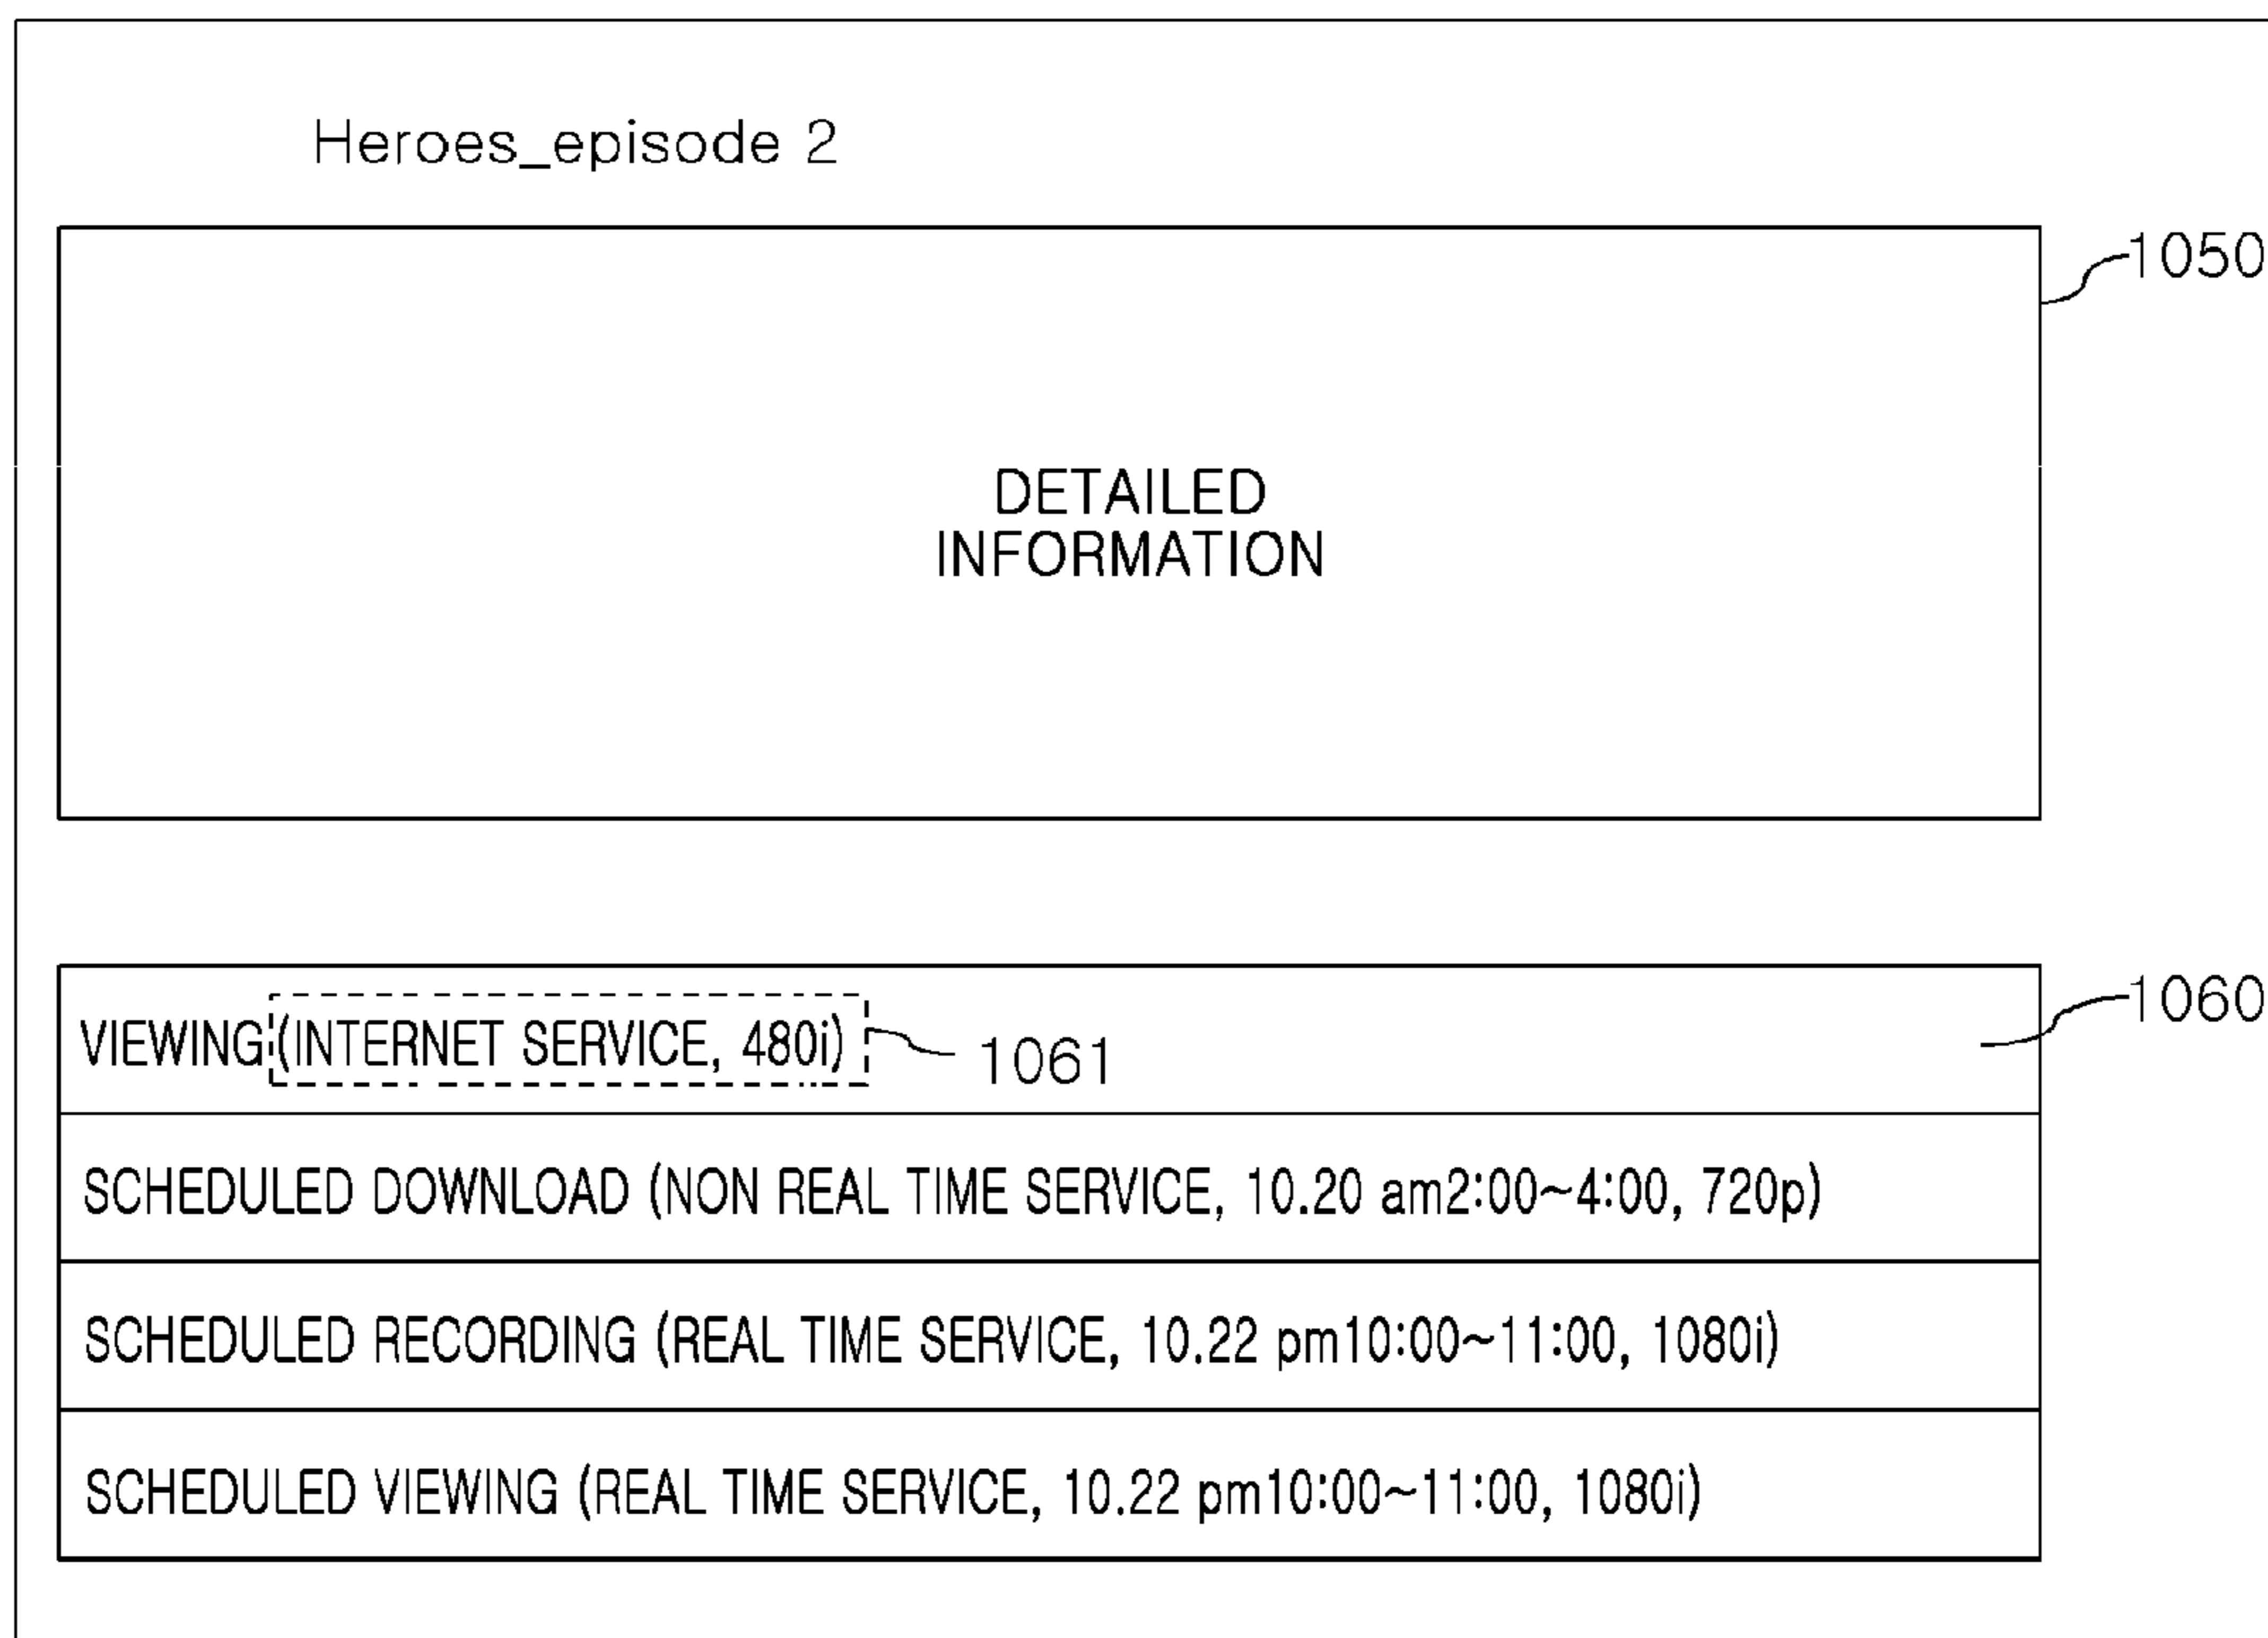 Heroes_episode 2
1050
DETAILED
INFORMATION
1060
VIEWING (INTERNET SERVICE, 480i)
1061
SCHEDULED DOWNLOAD (NON REAL TIME SERVICE, 10.20 am2:00~4:00, 720p)
SCHEDULED RECORDING (REAL TIME SERVICE, 10.22 pm10:00~11:00, 1080i)
SCHEDULED VIEWING (REAL TIME SERVICE, 10.22 pm10:00~11:00, 1080i)